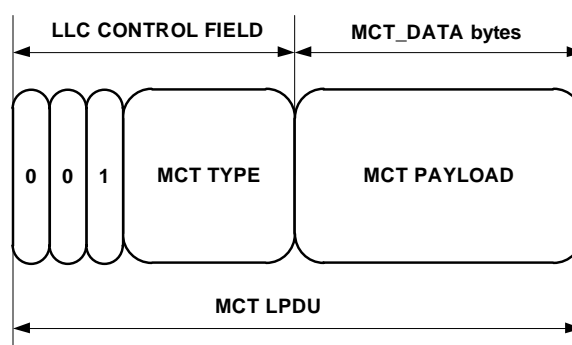 LLC CONTROL FIELD MCT_DATA bytes
0 0 1 MCT TYPE MCT PAYLOAD
MCT LPDU